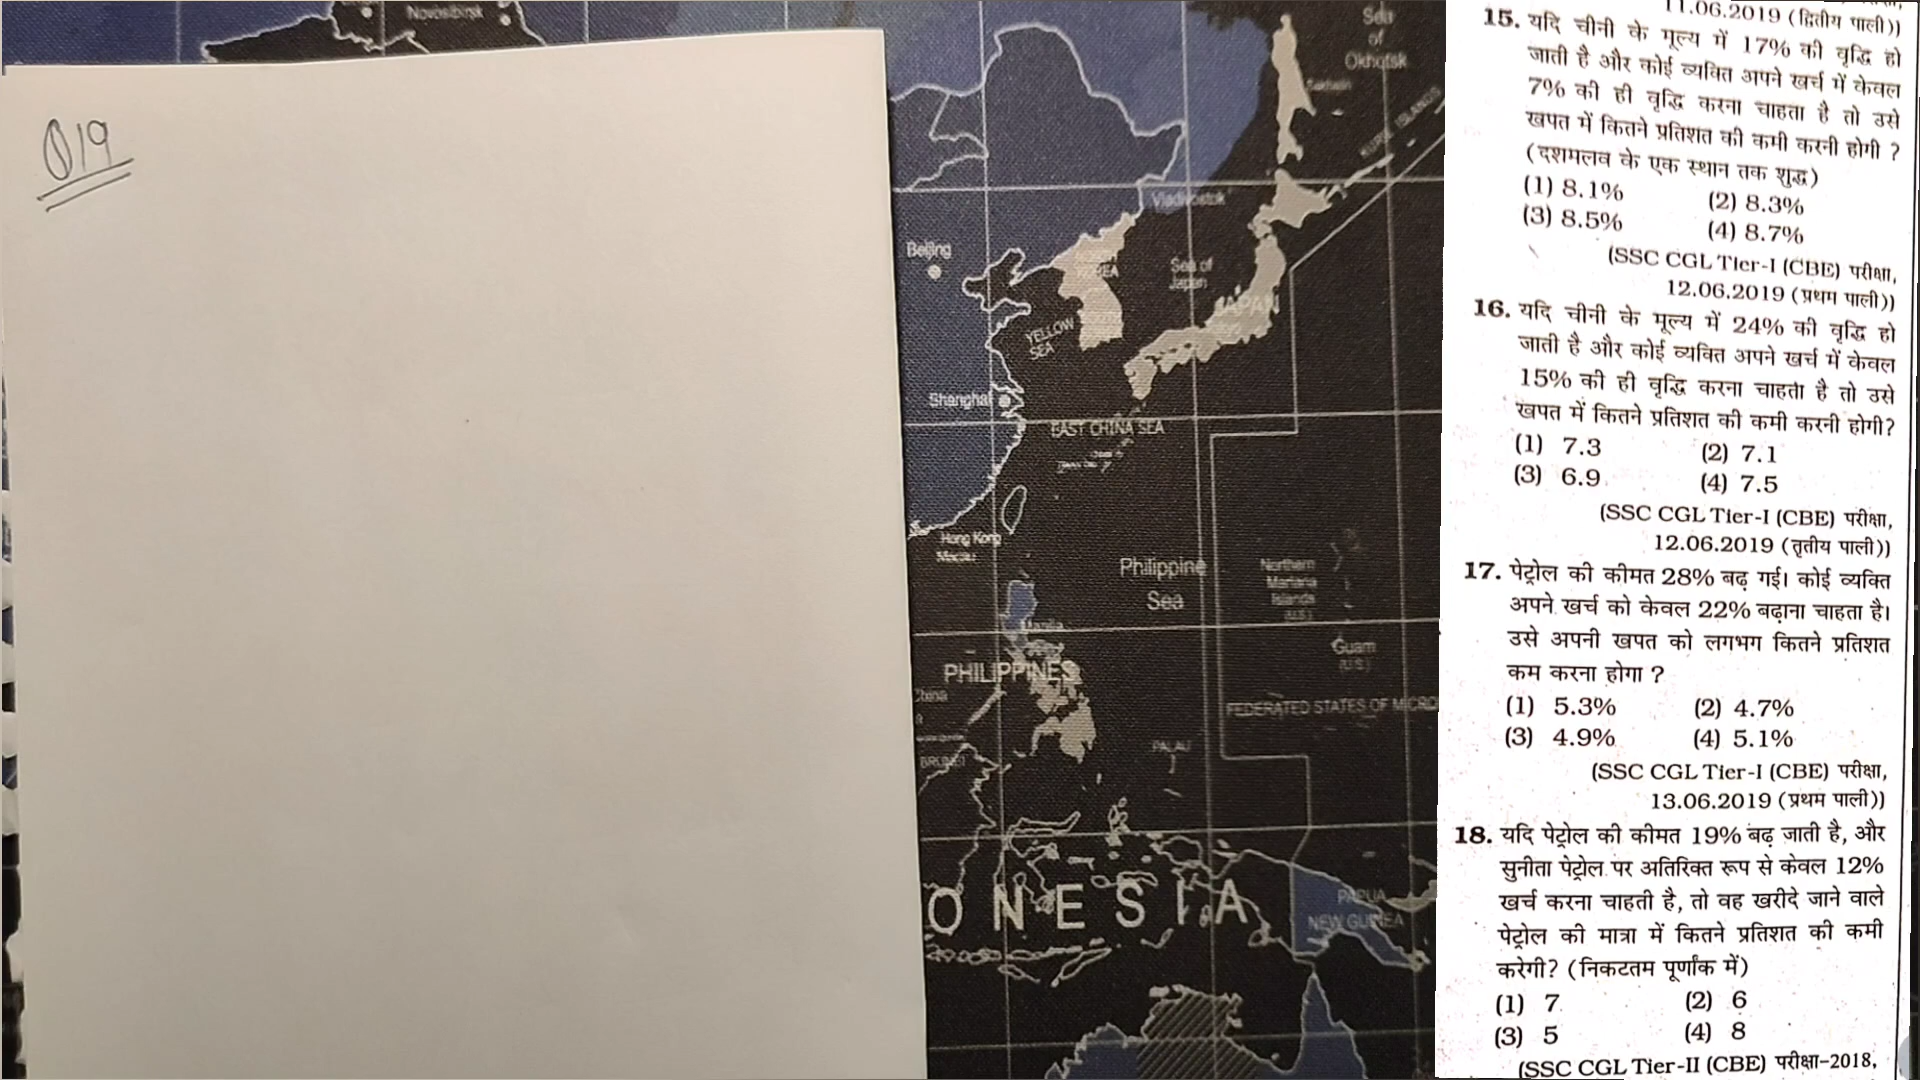 Q19
Novosibirsk
Sea
of
Okhotsk
Sakhalin
KURIL ISLANDS
Vladivostok
Beijing
KOREA
Sea of
Japan
JAPAN
YELLOW
SEA
Shanghai
EAST CHINA SEA
Hong Kong
Macau
Philippine
Sea
Northern
Mariana
Islands
(U.S.)
Manila
Guam
(U.S.)
PHILIPPINES
China
FEDERATED STATES OF MICRO
PALAU
BRUNEI
ONESIA
PAPUA
NEW GUINEA
11.06.2019 (द्वितीय पाली))
15. यदि चीनी के मूल्य में 17% की वृद्धि हो
जाती है और कोई व्यक्ति अपने खर्च में केवल
7% की ही वृद्धि करना चाहता है तो उसे
खपत में कितने प्रतिशत की कमी करनी होगी ?
(दशमलव के एक स्थान तक शुद्ध)
(1) 8.1% (2) 8.3%
(3) 8.5% (4) 8.7%
(SSC CGL Tier-I (CBE) परीक्षा,
12.06.2019 (प्रथम पाली))
16. यदि चीनी के मूल्य में 24% की वृद्धि हो
जाती है और कोई व्यक्ति अपने खर्च में केवल
15% की ही वृद्धि करना चाहता है तो उसे
खपत में कितने प्रतिशत की कमी करनी होगी?
(1) 7.3 (2) 7.1
(3) 6.9 (4) 7.5
(SSC CGL Tier-I (CBE) परीक्षा,
12.06.2019 (तृतीय पाली))
17. पेट्रोल की कीमत 28% बढ़ गई। कोई व्यक्ति
अपने खर्च को केवल 22% बढ़ाना चाहता है।
उसे अपनी खपत को लगभग कितने प्रतिशत
कम करना होगा ?
(1) 5.3% (2) 4.7%
(3) 4.9% (4) 5.1%
(SSC CGL Tier-I (CBE) परीक्षा,
13.06.2019 (प्रथम पाली))
18. यदि पेट्रोल की कीमत 19% बढ़ जाती है, और
सुनीता पेट्रोल पर अतिरिक्त रूप से केवल 12%
खर्च करना चाहती है, तो वह खरीदे जाने वाले
पेट्रोल की मात्रा में कितने प्रतिशत की कमी
करेगी? (निकटतम पूर्णांक में)
(1) 7 (2) 6
(3) 5 (4) 8
(SSC CGL Tier-II (CBE) परीक्षा-2018,